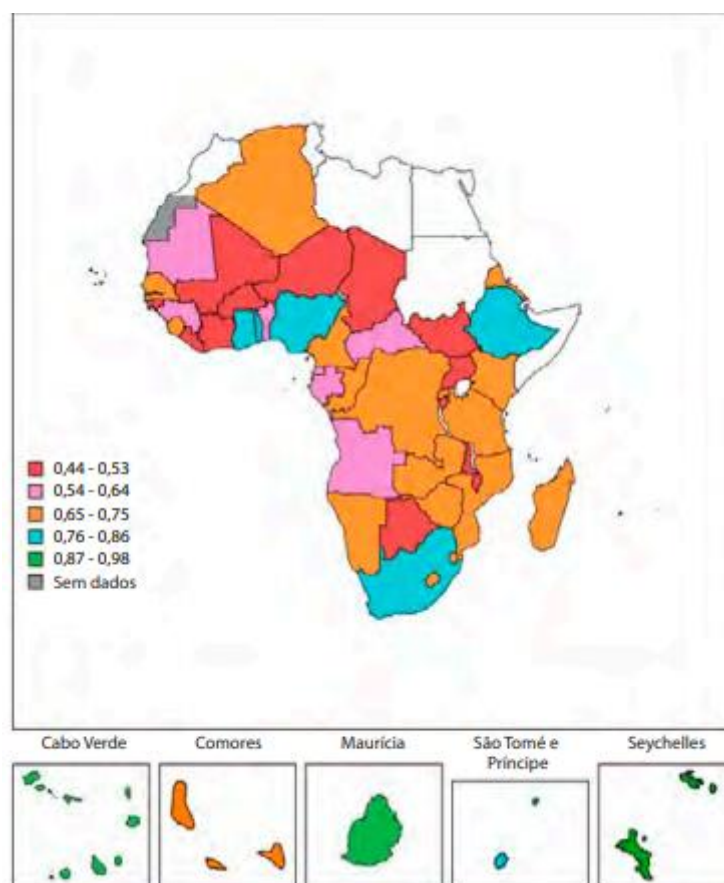 0,44 - 0,53
0,54 - 0,64
0,65 - 0,75
0,76 - 0,86
0,87 - 0,98
Sem dados
Cabo Verde
Comores
Maurícia
São Tomé e
Príncipe
Seychelles